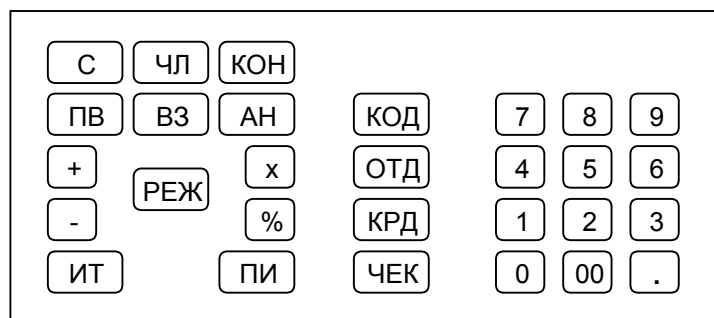 С ЧЛ КОН
ПВ ВЗ АН КОД 7 8 9
+ РЕЖ х ОТД 4 5 6
- % КРД 1 2 3
ИТ ПИ ЧЕК 0 00 .